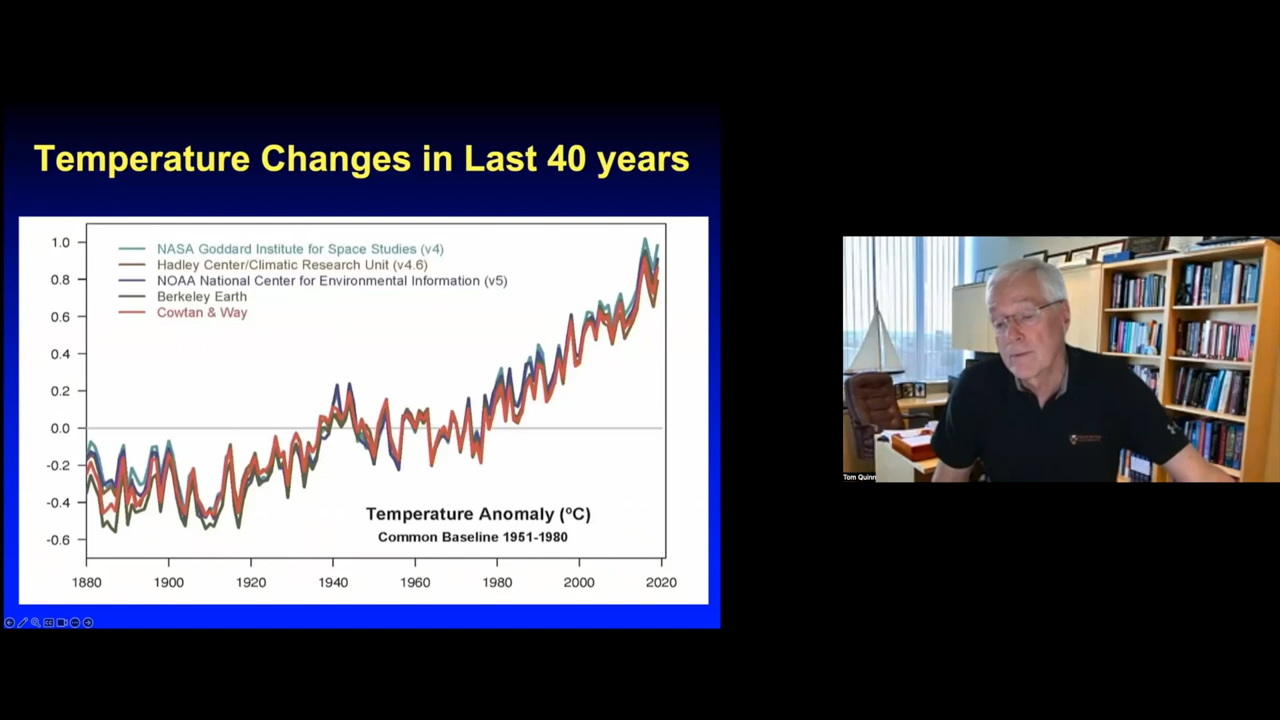 Temperature Changes in Last 40 years
1.0
0.8
0.6
0.4
0.2
0.0
-0.2
-0.4
-0.6
NASA Goddard Institute for Space Studies (v4)
Hadley Center/Climatic Research Unit (v4.6)
NOAA National Center for Environmental Information (v5)
Berkeley Earth
Cowtan & Way
Temperature Anomaly (ºC)
Common Baseline 1951-1980
1880 1900 1920 1940 1960 1980 2000 2020
Tom Quinn